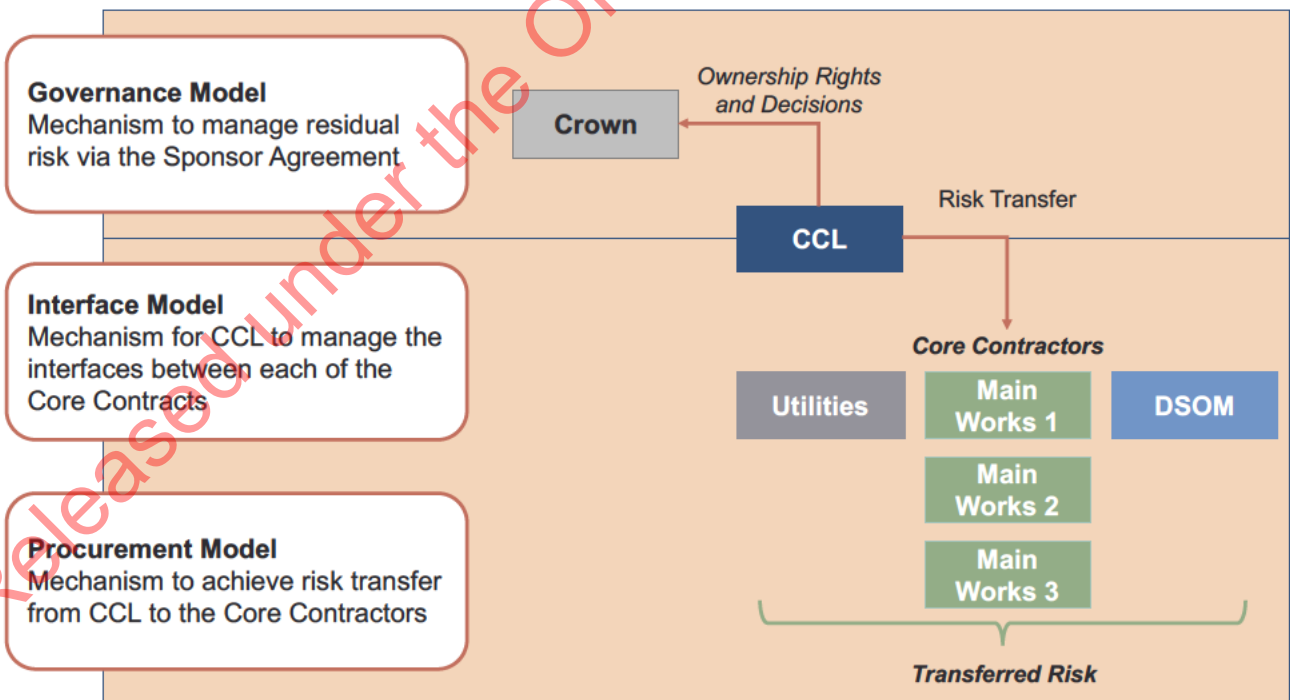 Governance Model
Mechanism to manage residual
risk via the Sponsor Agreement
Crown
Ownership Rights
and Decisions
CCL
Risk Transfer
Interface Model
Mechanism for CCL to manage the
interfaces between each of the
Core Contracts
Core Contractors
Utilities
Main
Works 1
DSOM
Main
Works 2
Main
Works 3
Procurement Model
Mechanism to achieve risk transfer
from CCL to the Core Contractors
Transferred Risk
Released under the